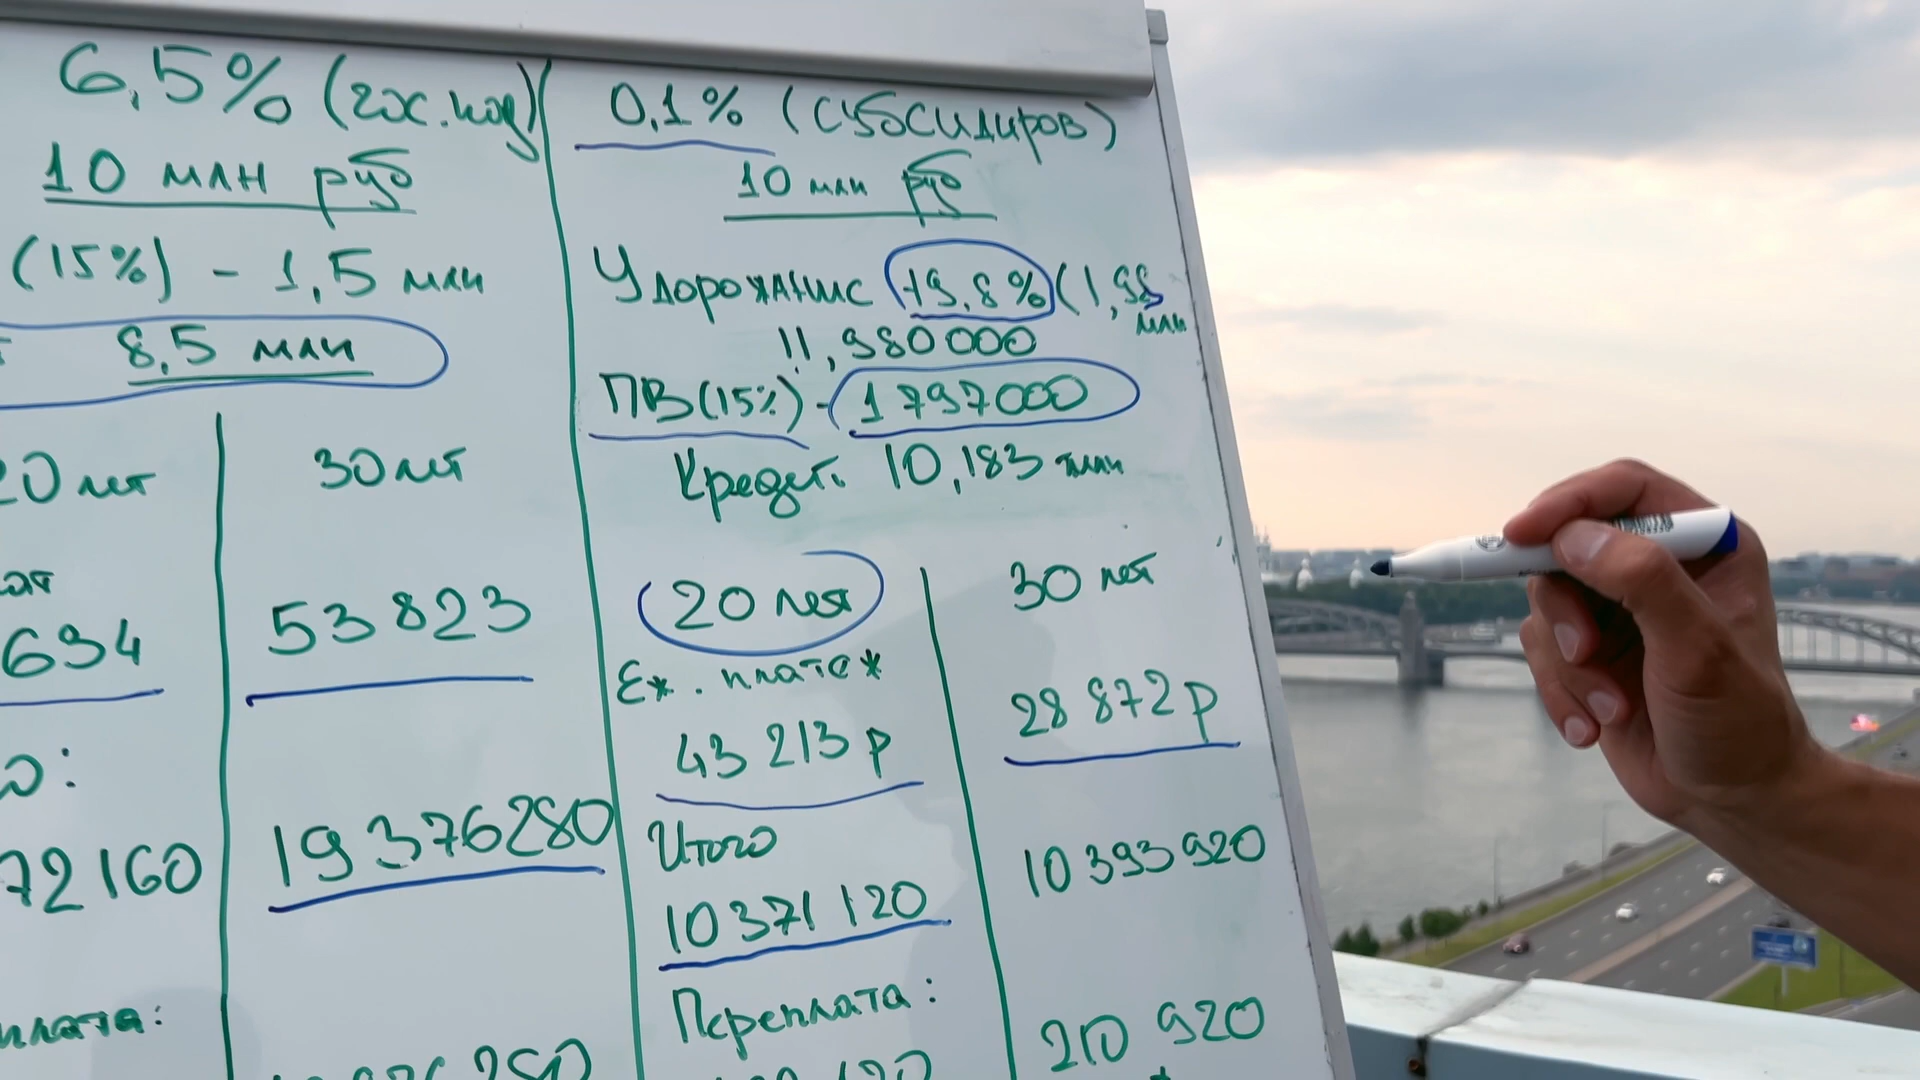 6,5% (гос.под)
10 млн руб
(15%) - 1,5 млн
8,5 млн
20 лет
30 лет
53 823
634
о:
72 160
19 376 280
плата:
0,1% (субсидиров)
10 млн руб
Удорожание 19,8% (1,98 млн
11,980 000
ПВ (15%) - 1 797 000
Кредит: 10,183 млн
20 лет
30 лет
Еж. платеж
43 213 р
28 872 р
Итого
10 371 120
10 393 920
Переплата:
210 920